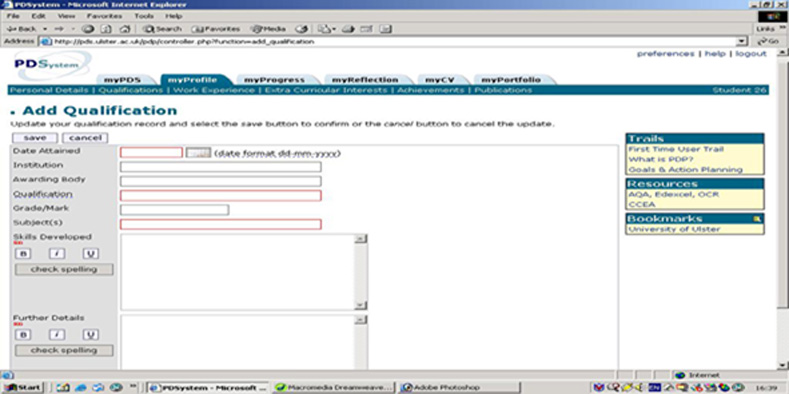 PDSystem - Microsoft Internet Explorer
File Edit View Favorites Tools Help
Back Search Favorites Media
Address http://pds.ulster.ac.uk/pdp/controller.php?function=add_qualification Go Links
preferences | help | logout
PDSystem
myPDS myProfile myProgress myReflection myCV myPortfolio
Personal Details | Qualifications | Work Experience | Extra Curricular Interests | Achievements | Publications Student 26
Add Qualification
Update your qualification record and select the save button to confirm or the cancel button to cancel the update.
save cancel
Date Attained (date format dd-mm-yyyy)
Institution
Awarding Body
Qualification
Grade/Mark
Subject(s)
Skills Developed
B i U
check spelling
Further Details
B i U
check spelling
Trails
First Time User Trail
What is PDP?
Goals & Action Planning
Resources
AQA, Edexcel, OCR
CCEA
Bookmarks
University of Ulster
Internet
Start PDSystem - Microsoft ... Macromedia Dreamweave... Adobe Photoshop EN 16:39